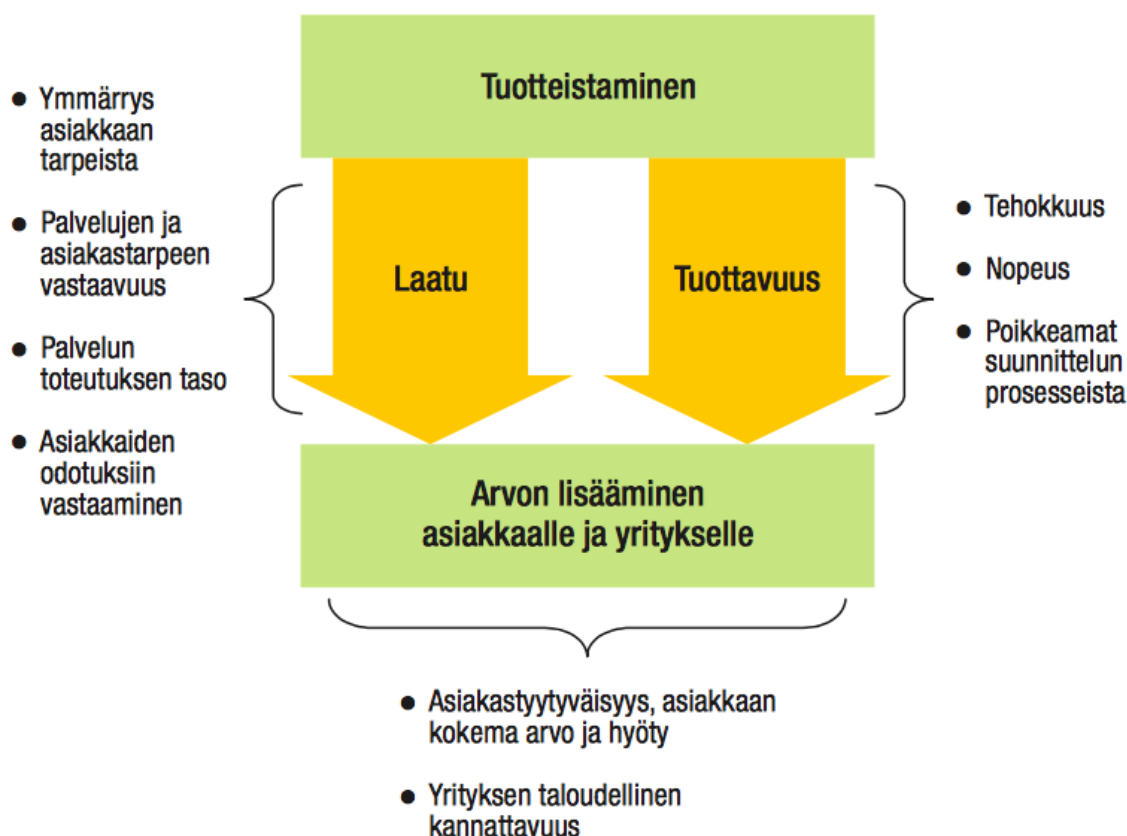 Tuotteistaminen
● Ymmärrys
asiakkaan
tarpeista
● Palvelujen ja
asiakastarpeen
vastaavuus
● Palvelun
toteutuksen taso
● Asiakkaiden
odotuksiin
vastaaminen
Laatu
Tuottavuus
● Tehokkuus
● Nopeus
● Poikkeamat
suunnittelun
prosesseista
Arvon lisääminen
asiakkaalle ja yritykselle
● Asiakastyytyväisyys, asiakkaan
kokema arvo ja hyöty
● Yrityksen taloudellinen
kannattavuus